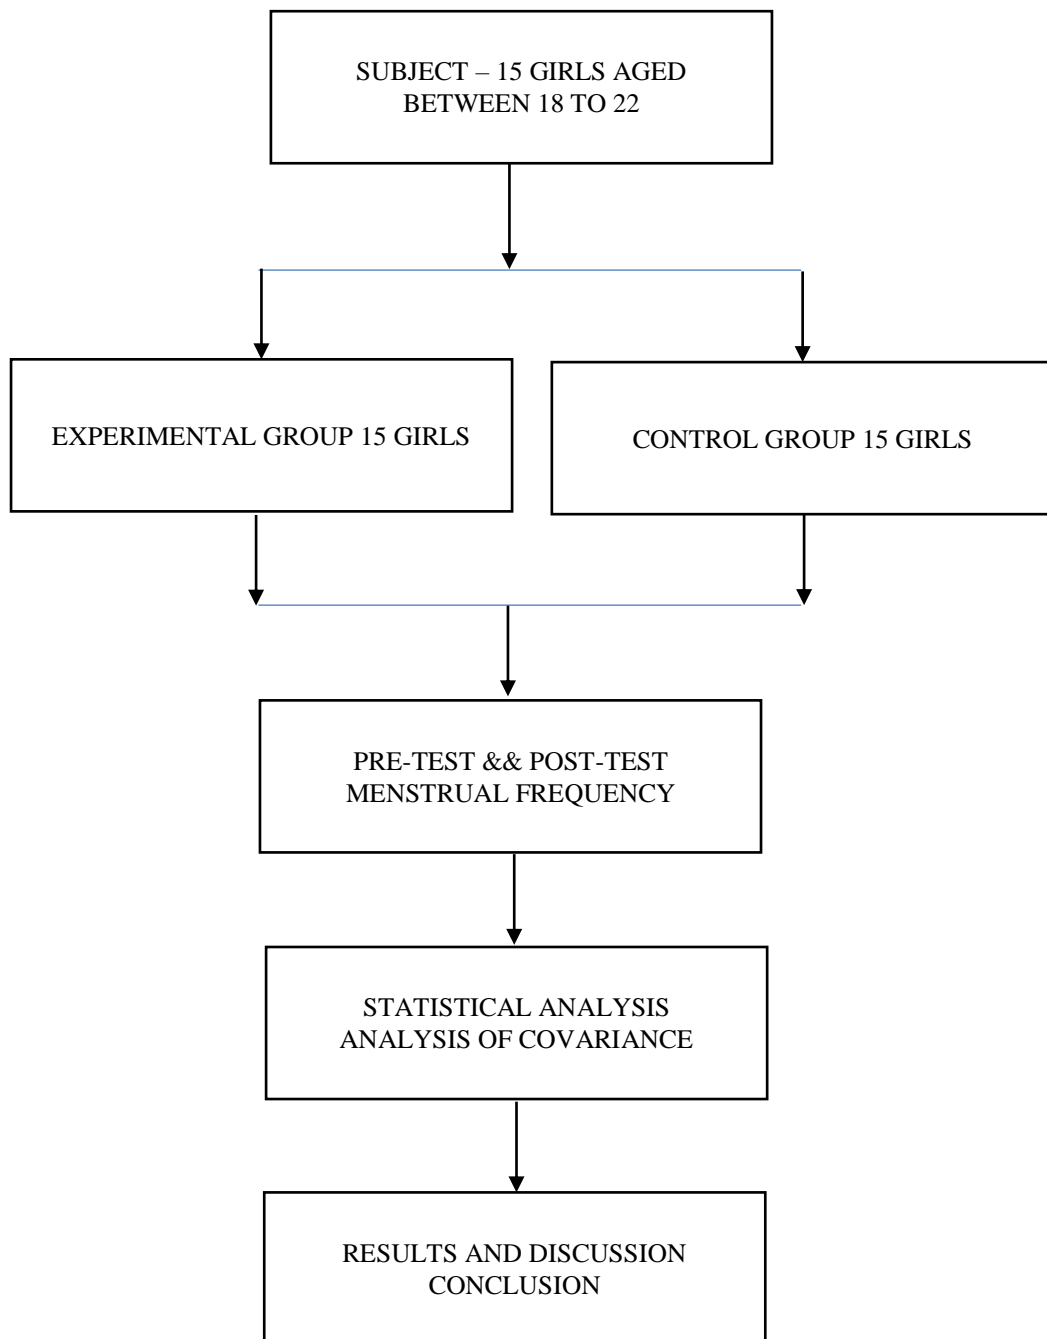 SUBJECT – 15 GIRLS AGED
BETWEEN 18 TO 22
EXPERIMENTAL GROUP 15 GIRLS
CONTROL GROUP 15 GIRLS
PRE-TEST && POST-TEST
MENSTRUAL FREQUENCY
STATISTICAL ANALYSIS
ANALYSIS OF COVARIANCE
RESULTS AND DISCUSSION
CONCLUSION